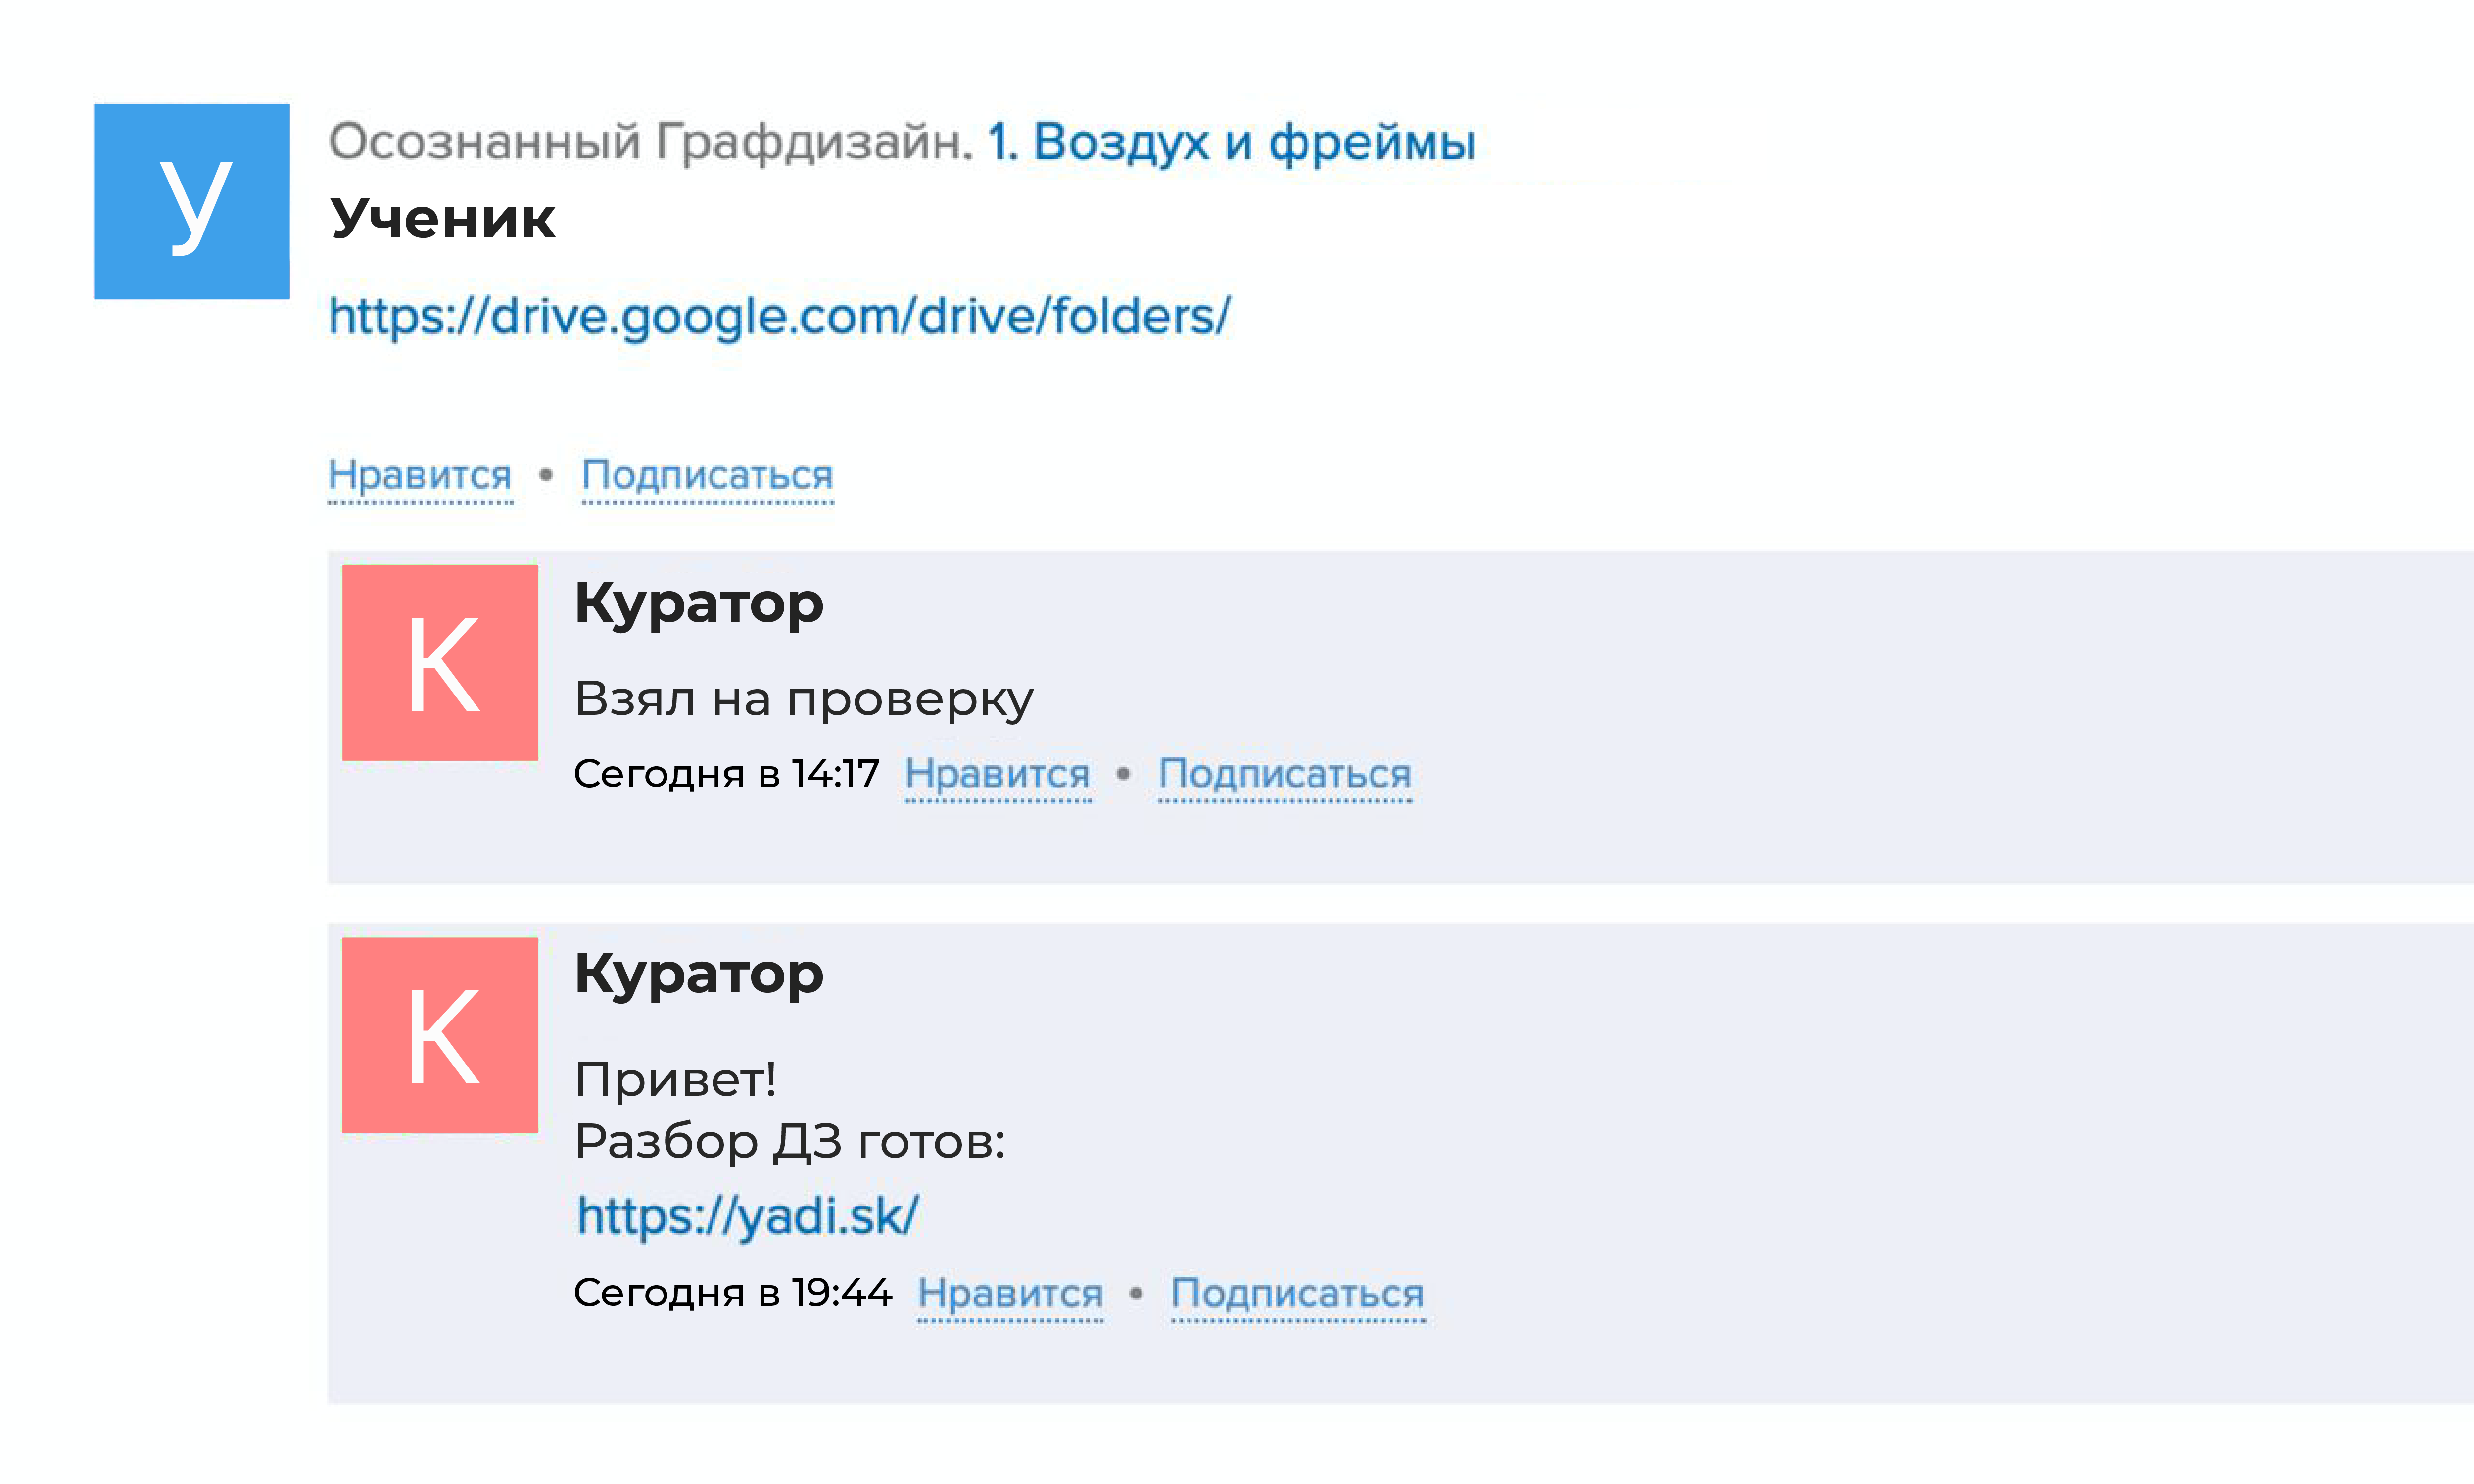 У
Осознанный Графдизайн. 1. Воздух и фреймы
Ученик
https://drive.google.com/drive/folders/
Нравится • Подписаться
К
Куратор
Взял на проверку
Сегодня в 14:17 Нравится • Подписаться
К
Куратор
Привет!
Разбор ДЗ готов:
https://yadi.sk/
Сегодня в 19:44 Нравится • Подписаться